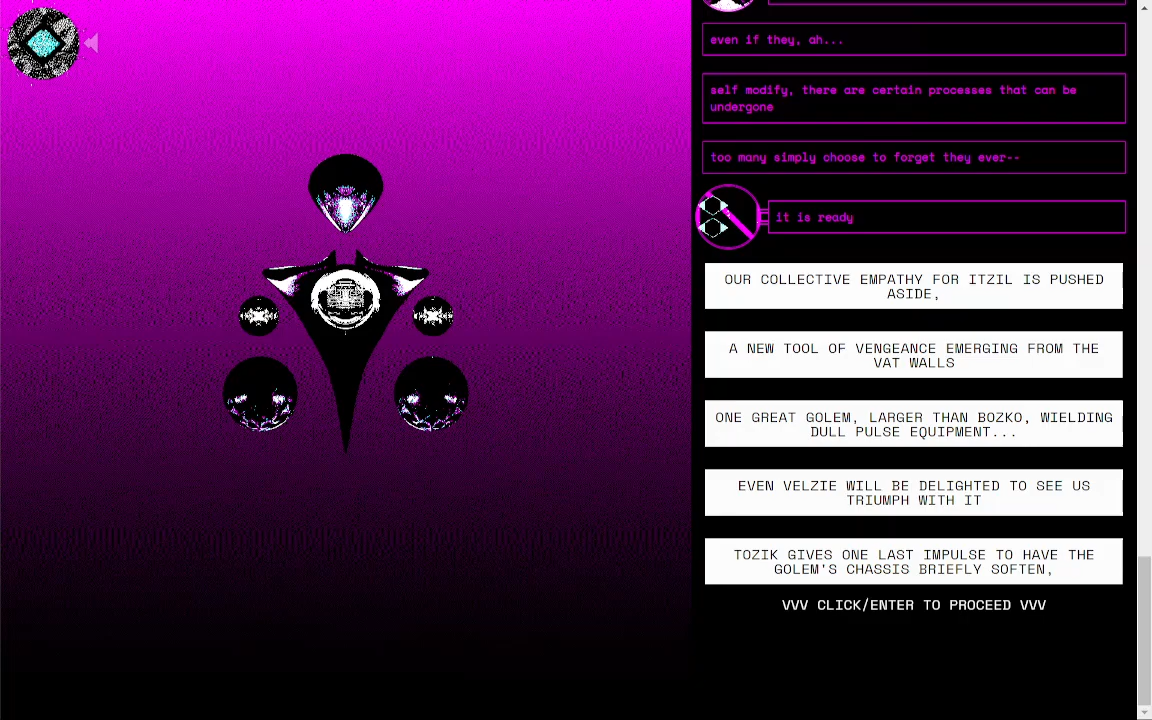 even if they, ah...
self modify, there are certain processes that can be
undergone
too many simply choose to forget they ever--
it is ready
OUR COLLECTIVE EMPATHY FOR ITZIL IS PUSHED
ASIDE,
A NEW TOOL OF VENGEANCE EMERGING FROM THE
VAT WALLS
ONE GREAT GOLEM, LARGER THAN BOZKO, WIELDING
DULL PULSE EQUIPMENT...
EVEN VELZIE WILL BE DELIGHTED TO SEE US
TRIUMPH WITH IT
TOZIK GIVES ONE LAST IMPULSE TO HAVE THE
GOLEM'S CHASSIS BRIEFLY SOFTEN,
VVV CLICK/ENTER TO PROCEED VVV